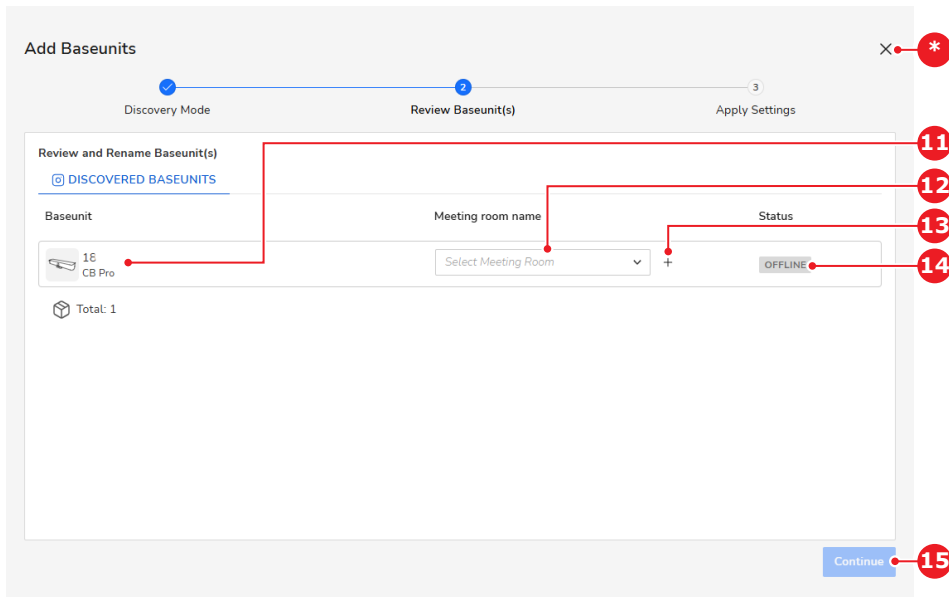 Add Baseunits
*
2
3
Discovery Mode
Review Baseunit(s)
Apply Settings
Review and Rename Baseunit(s)
11
DISCOVERED BASEUNITS
12
Baseunit
Meeting room name
Status
13
18
CB Pro
Select Meeting Room
+
OFFLINE
14
Total: 1
Continue
15